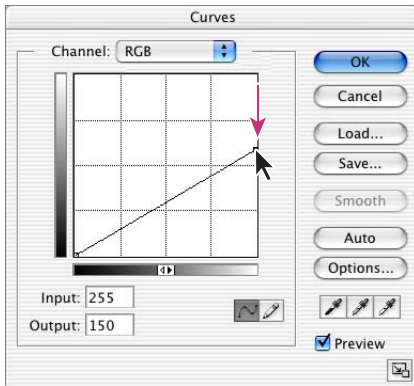 Curves
Channel: RGB
OK
Cancel
Load...
Save...
Smooth
Auto
Options...
Input: 255
Output: 150
Preview